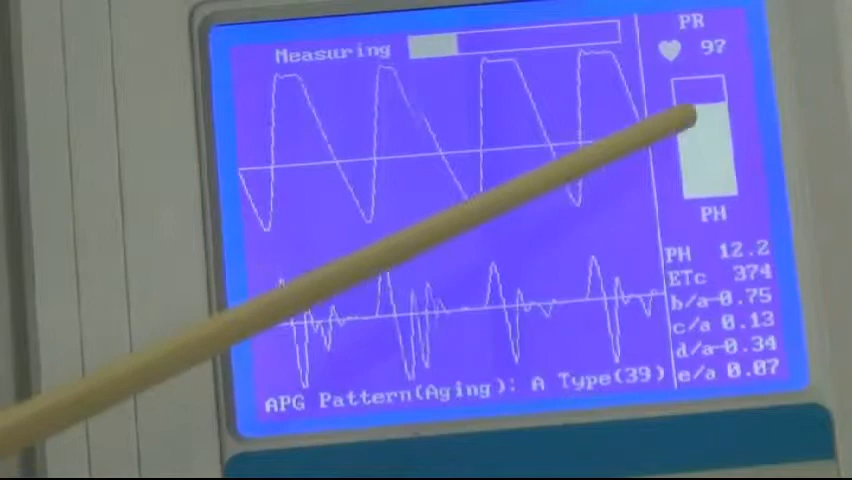 Measuring
PR
97
PH
PH 12.2
ETc 374
b/a-0.75
c/a 0.13
d/a-0.34
e/a 0.07
APG Pattern(Aging): A Type(39)